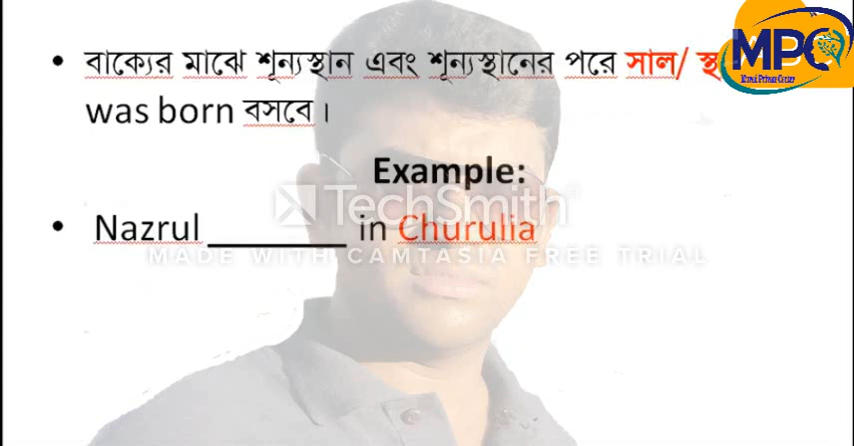 • বাক্যের মাঝে শূন্যস্থান এবং শূন্যস্থানের পরে সাল/
MPC
was born বসবে।
Example:
TechSmith
• Nazrul ________ in Churulia
MADE WITH CAMTASIA FREE TRIAL